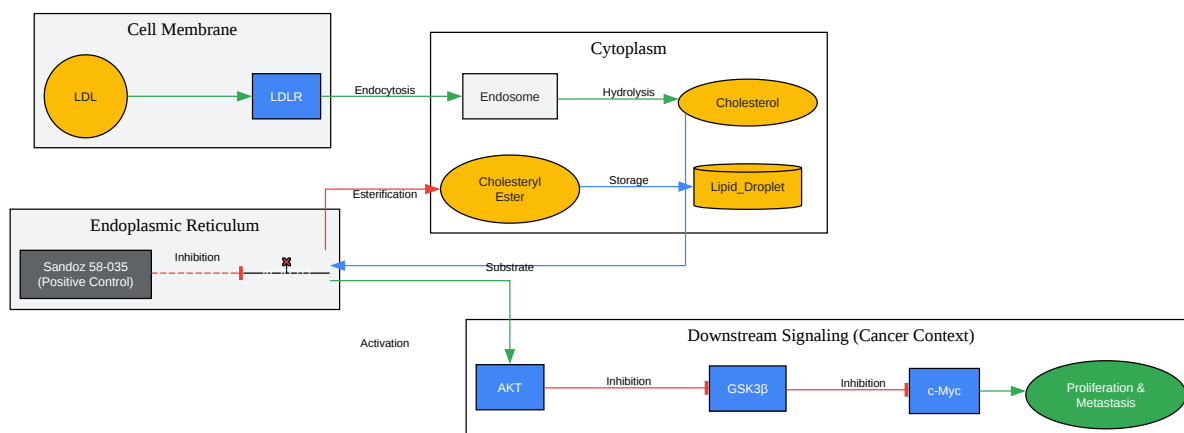 Cell Membrane
LDL
LDLR
Endocytosis
Cytoplasm
Endosome
Hydrolysis
Cholesterol
Cholesteryl
Ester
Storage
Lipid_Droplet
Esterification
Endoplasmic Reticulum
Sandoz 58-035
(Positive Control)
Inhibition
Substrate
Activation
Downstream Signaling (Cancer Context)
AKT
Inhibition
GSK3β
Inhibition
c-Myc
Proliferation &
Metastasis